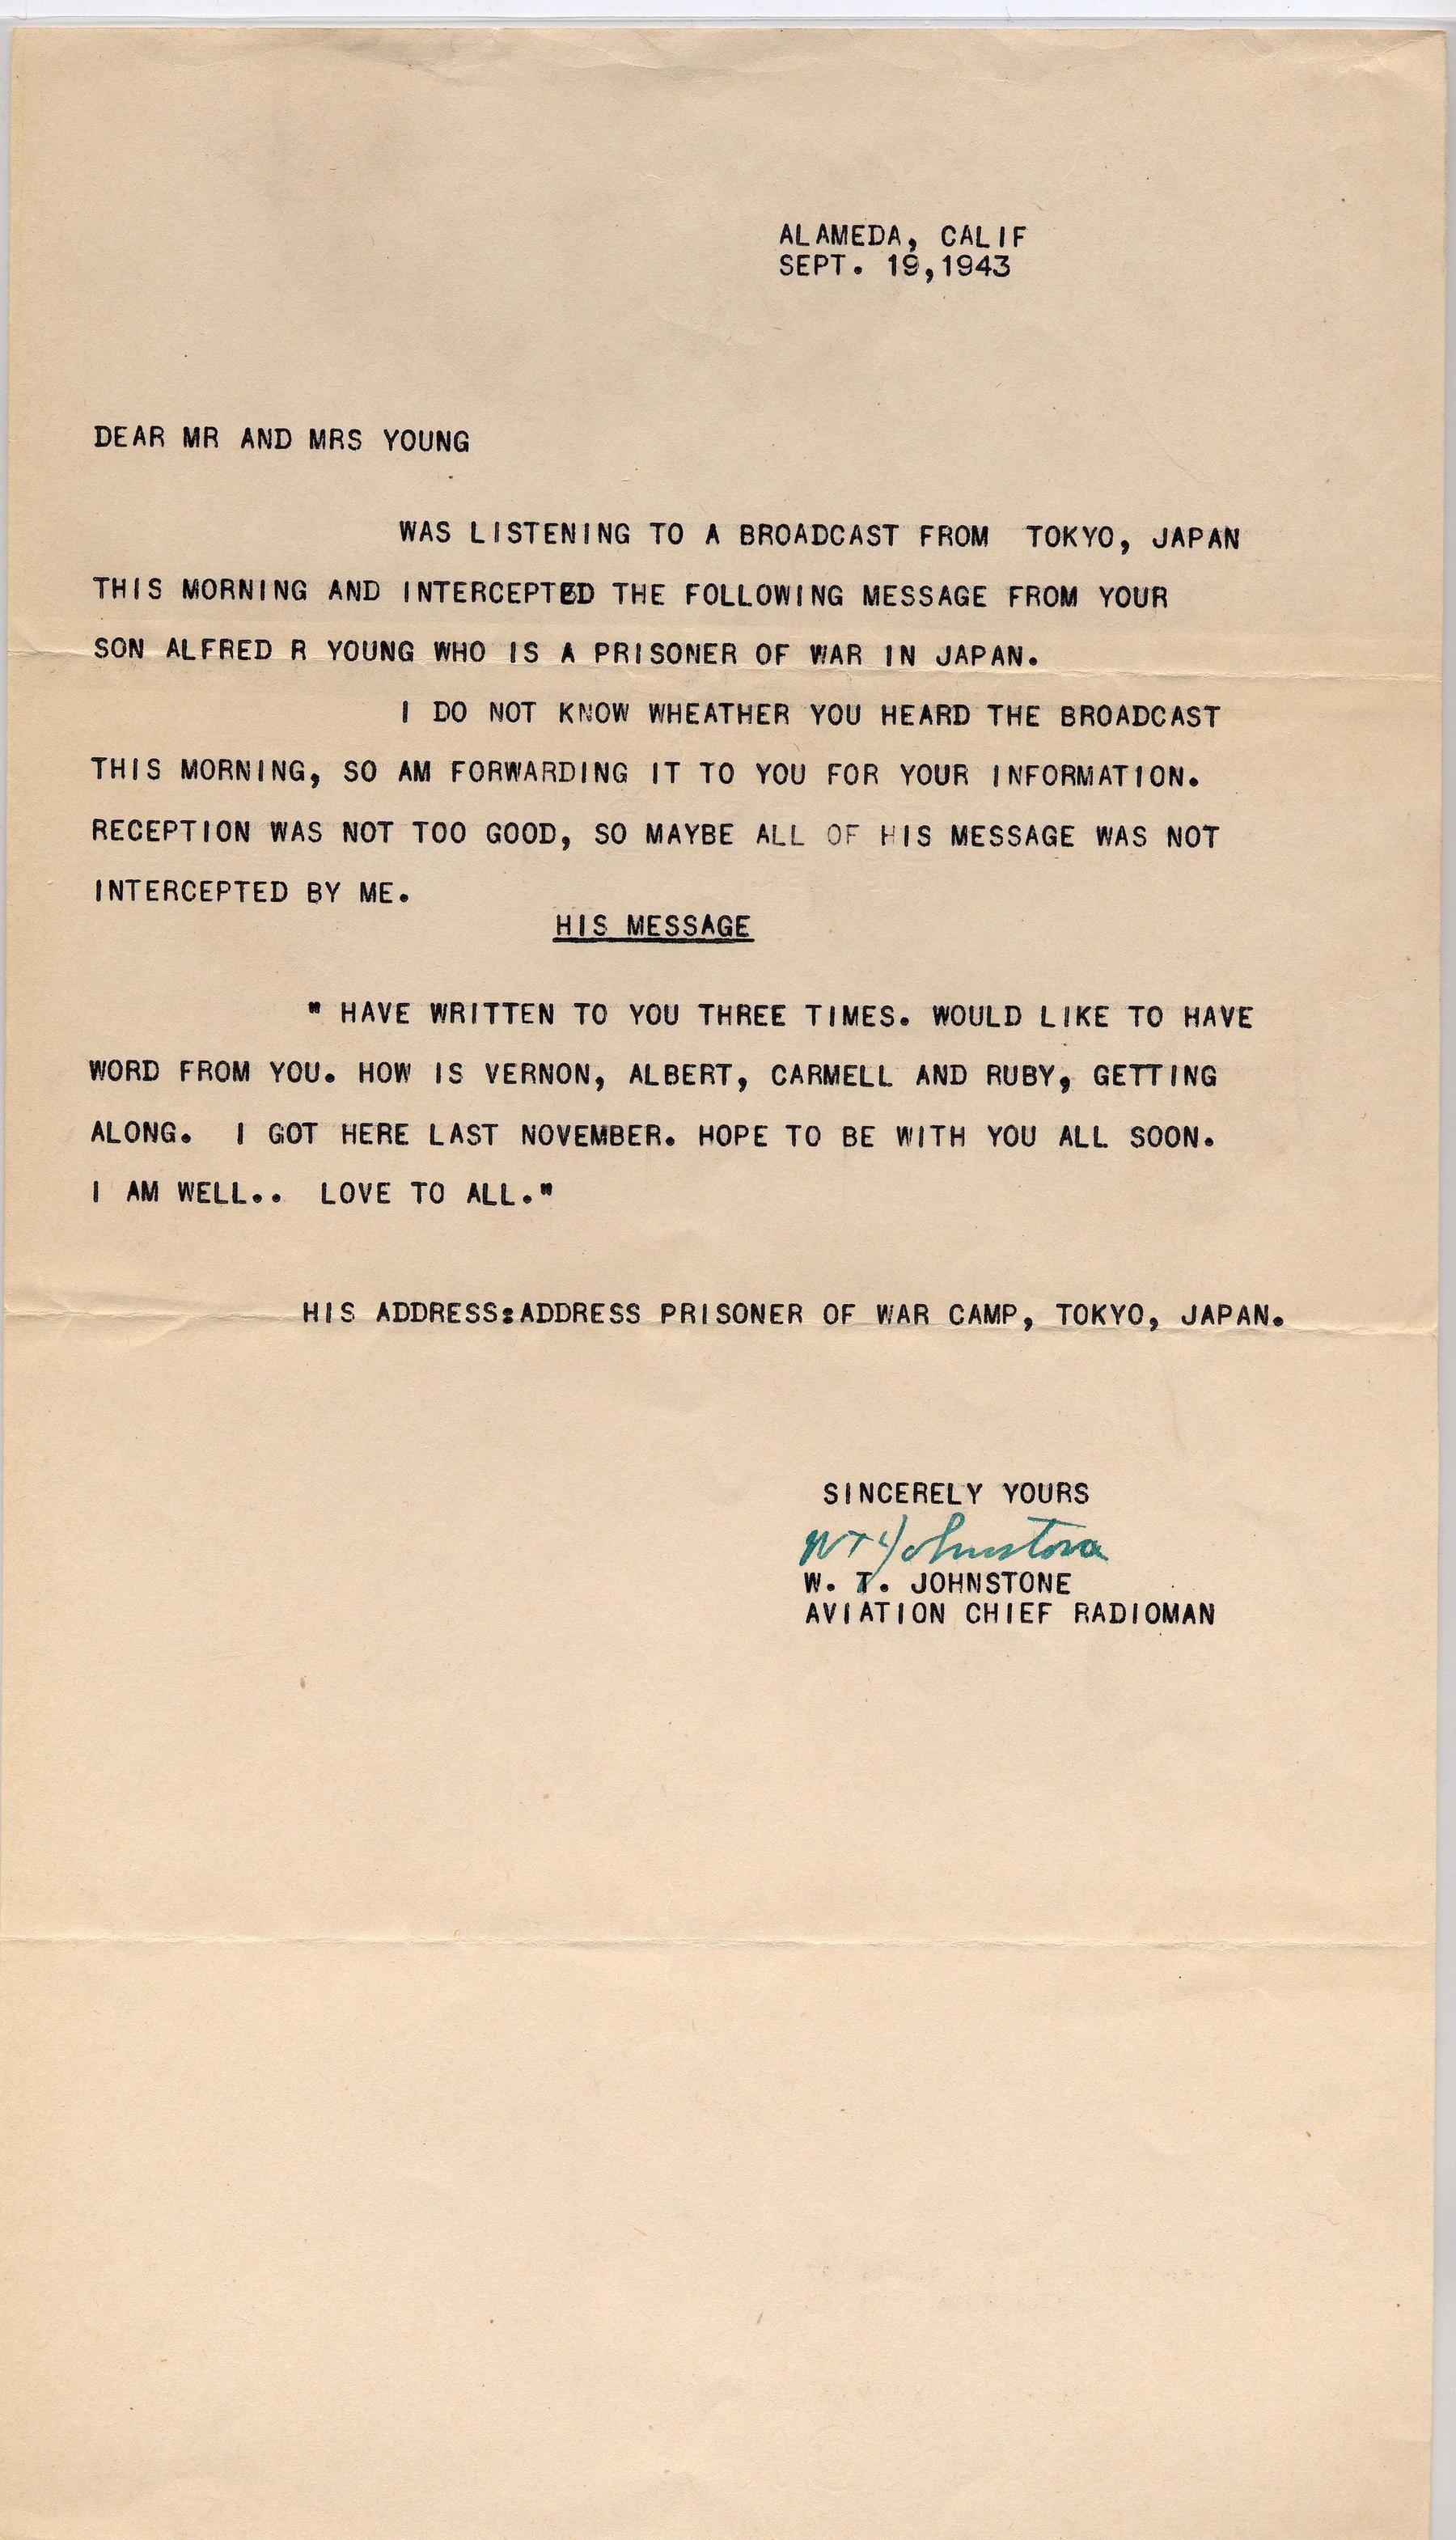 ALAMEDA, CALIF
SEPT. 19,1943
DEAR MR AND MRS YOUNG
WAS LISTENING TO A BROADCAST FROM TOKYO, JAPAN
THIS MORNING AND INTERCEPTED THE FOLLOWING MESSAGE FROM YOUR
SON ALFRED R YOUNG WHO IS A PRISONER OF WAR IN JAPAN.
I DO NOT KNOW WHEATHER YOU HEARD THE BROADCAST
THIS MORNING, SO AM FORWARDING IT TO YOU FOR YOUR INFORMATION.
RECEPTION WAS NOT TOO GOOD, SO MAYBE ALL OF HIS MESSAGE WAS NOT
INTERCEPTED BY ME.
HIS MESSAGE
" HAVE WRITTEN TO YOU THREE TIMES. WOULD LIKE TO HAVE
WORD FROM YOU. HOW IS VERNON, ALBERT, CARMELL AND RUBY, GETTING
ALONG. I GOT HERE LAST NOVEMBER. HOPE TO BE WITH YOU ALL SOON.
I AM WELL.. LOVE TO ALL."
HIS ADDRESS:ADDRESS PRISONER OF WAR CAMP, TOKYO, JAPAN.
SINCERELY YOURS
WT Johnstone
W. T. JOHNSTONE
AVIATION CHIEF RADIOMAN